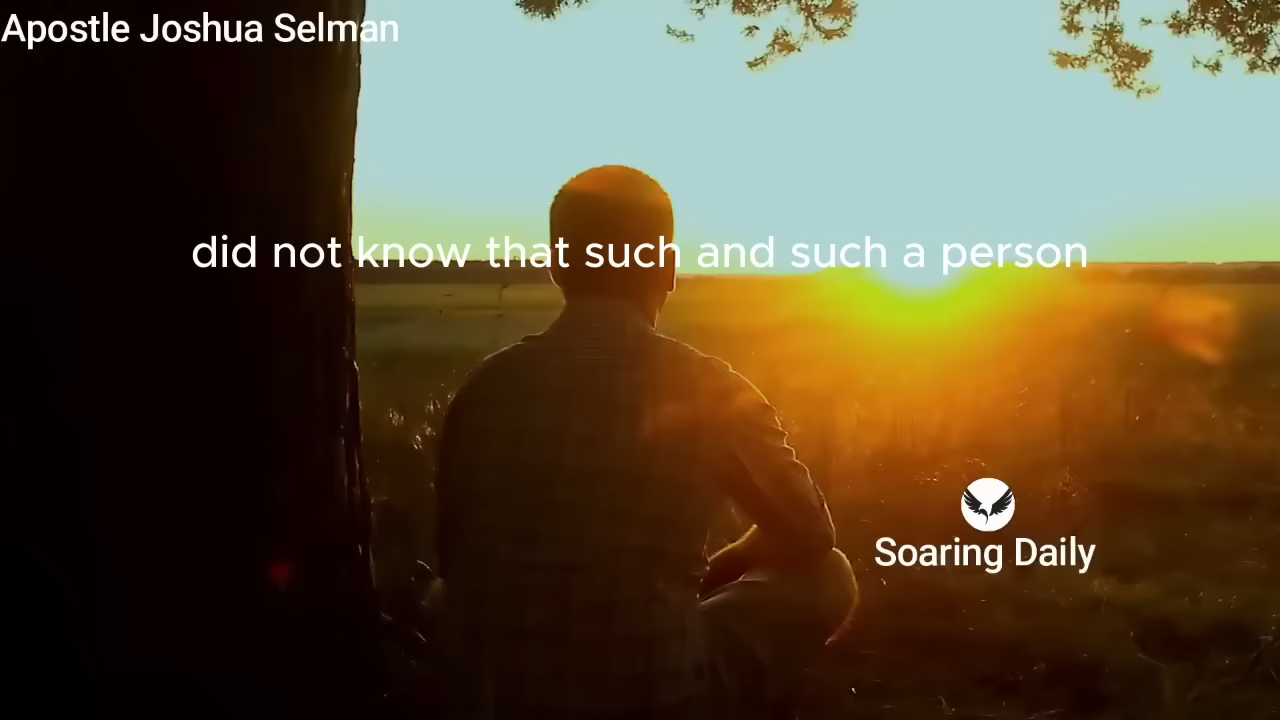 Apostle Joshua Selman
did not know that such and such a person
Soaring Daily